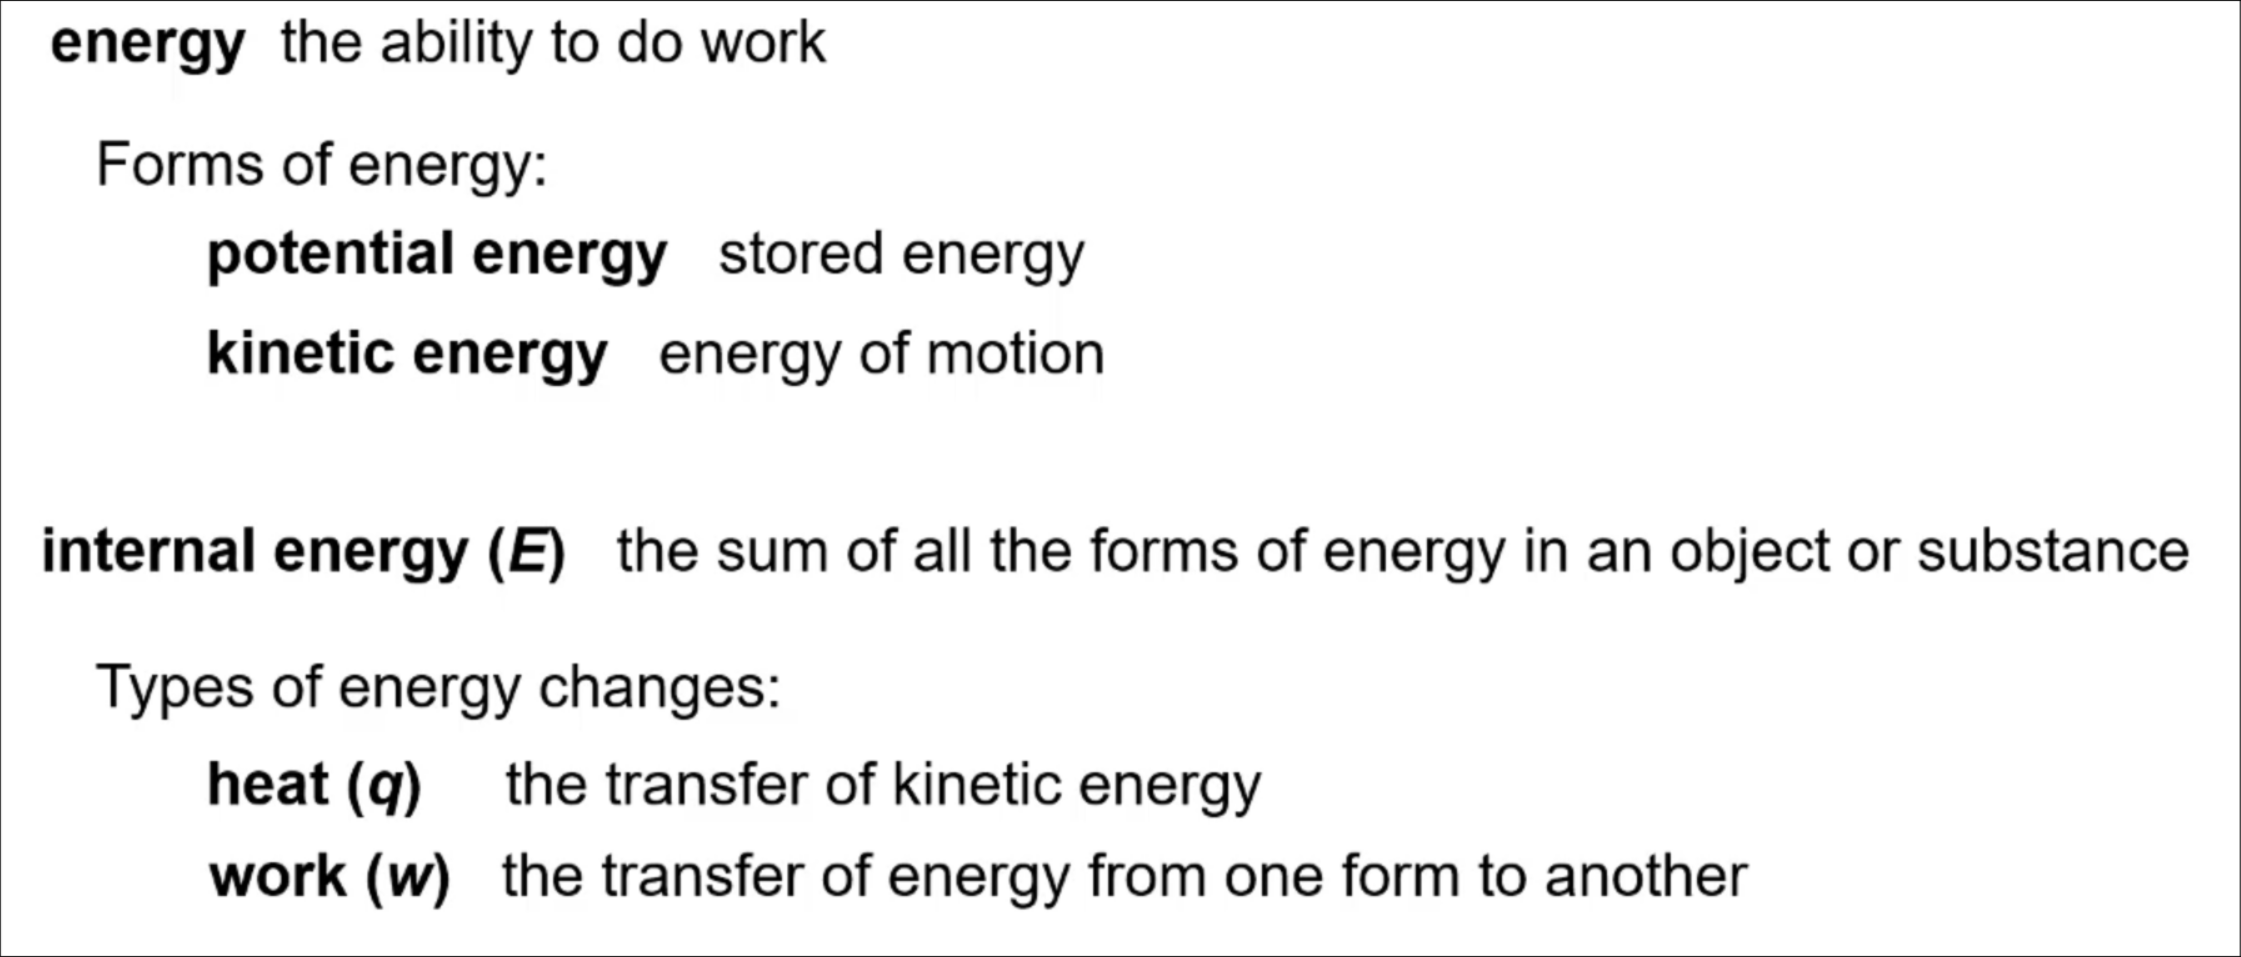 energy the ability to do work
Forms of energy:
potential energy stored energy
kinetic energy energy of motion
internal energy (E) the sum of all the forms of energy in an object or substance
Types of energy changes:
heat (q) the transfer of kinetic energy
work (w) the transfer of energy from one form to another